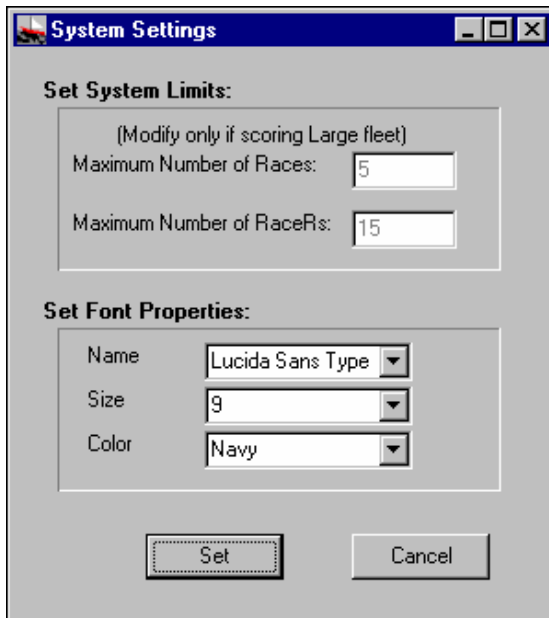 System Settings
Set System Limits:
(Modify only if scoring Large fleet)
Maximum Number of Races: 5
Maximum Number of RaceRs: 15
Set Font Properties:
Name Lucida Sans Type
Size 9
Color Navy
Set Cancel